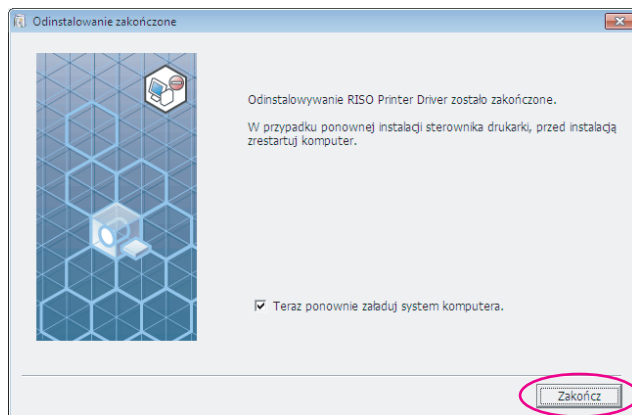 Odinstalowanie zakończone
Odinstalowywanie RISO Printer Driver zostało zakończone.
W przypadku ponownej instalacji sterownika drukarki, przed instalacją
zrestartuj komputer.
Teraz ponownie załaduj system komputera.
Zakończ